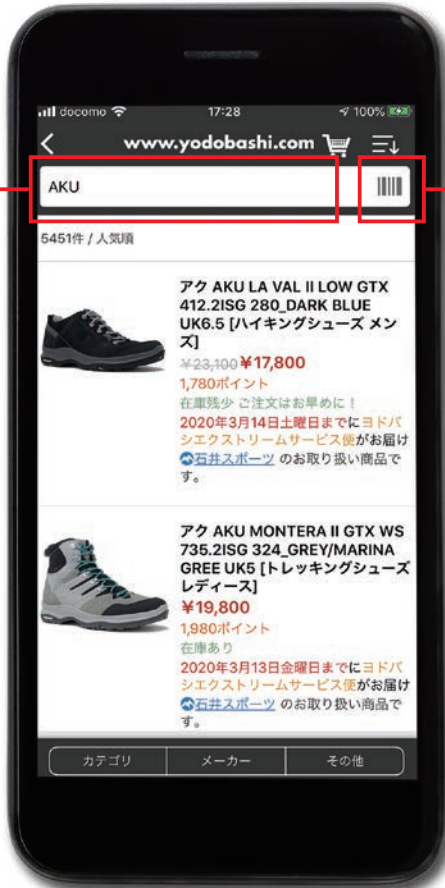 docomo 17:28 100%
www.yodobashi.com
AKU
5451件 / 人気順
アク AKU LA VAL II LOW GTX
412.2ISG 280_DARK BLUE
UK6.5 [ハイキングシューズ メン
ズ]
¥23,100 ¥17,800
1,780ポイント
在庫残少 ご注文はお早めに！
2020年3月14日土曜日までにヨドバ
シエクストリームサービス便がお届け
石井スポーツ のお取り扱い商品で
す。
アク AKU MONTERA II GTX WS
735.2ISG 324_GREY/MARINA
GREE UK5 [トレッキングシューズ
レディース]
¥19,800
1,980ポイント
在庫あり
2020年3月13日金曜日までにヨドバ
シエクストリームサービス便がお届け
石井スポーツ のお取り扱い商品で
す。
カテゴリ メーカー その他